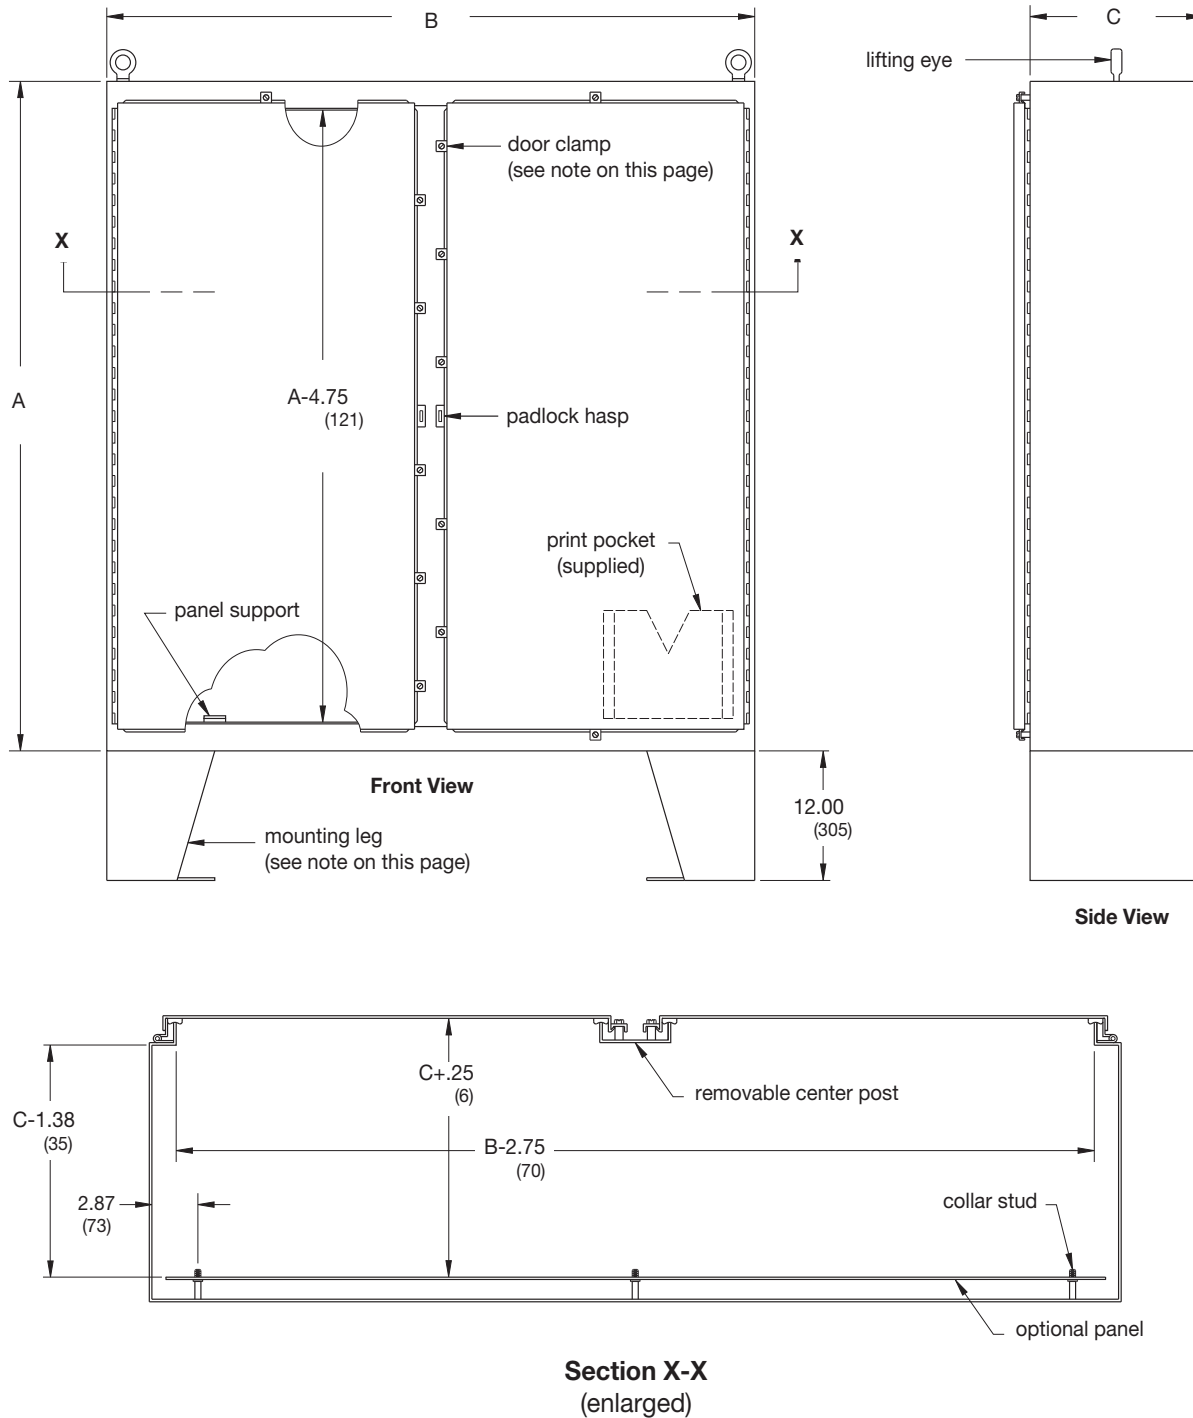 B
C
lifting eye
door clamp
(see note on this page)
X
X
A
A-4.75
(121)
padlock hasp
print pocket
(supplied)
panel support
Front View
12.00
(305)
mounting leg
(see note on this page)
Side View
C+.25
(6)
removable center post
C-1.38
(35)
B-2.75
(70)
2.87
(73)
collar stud
optional panel
Section X-X
(enlarged)